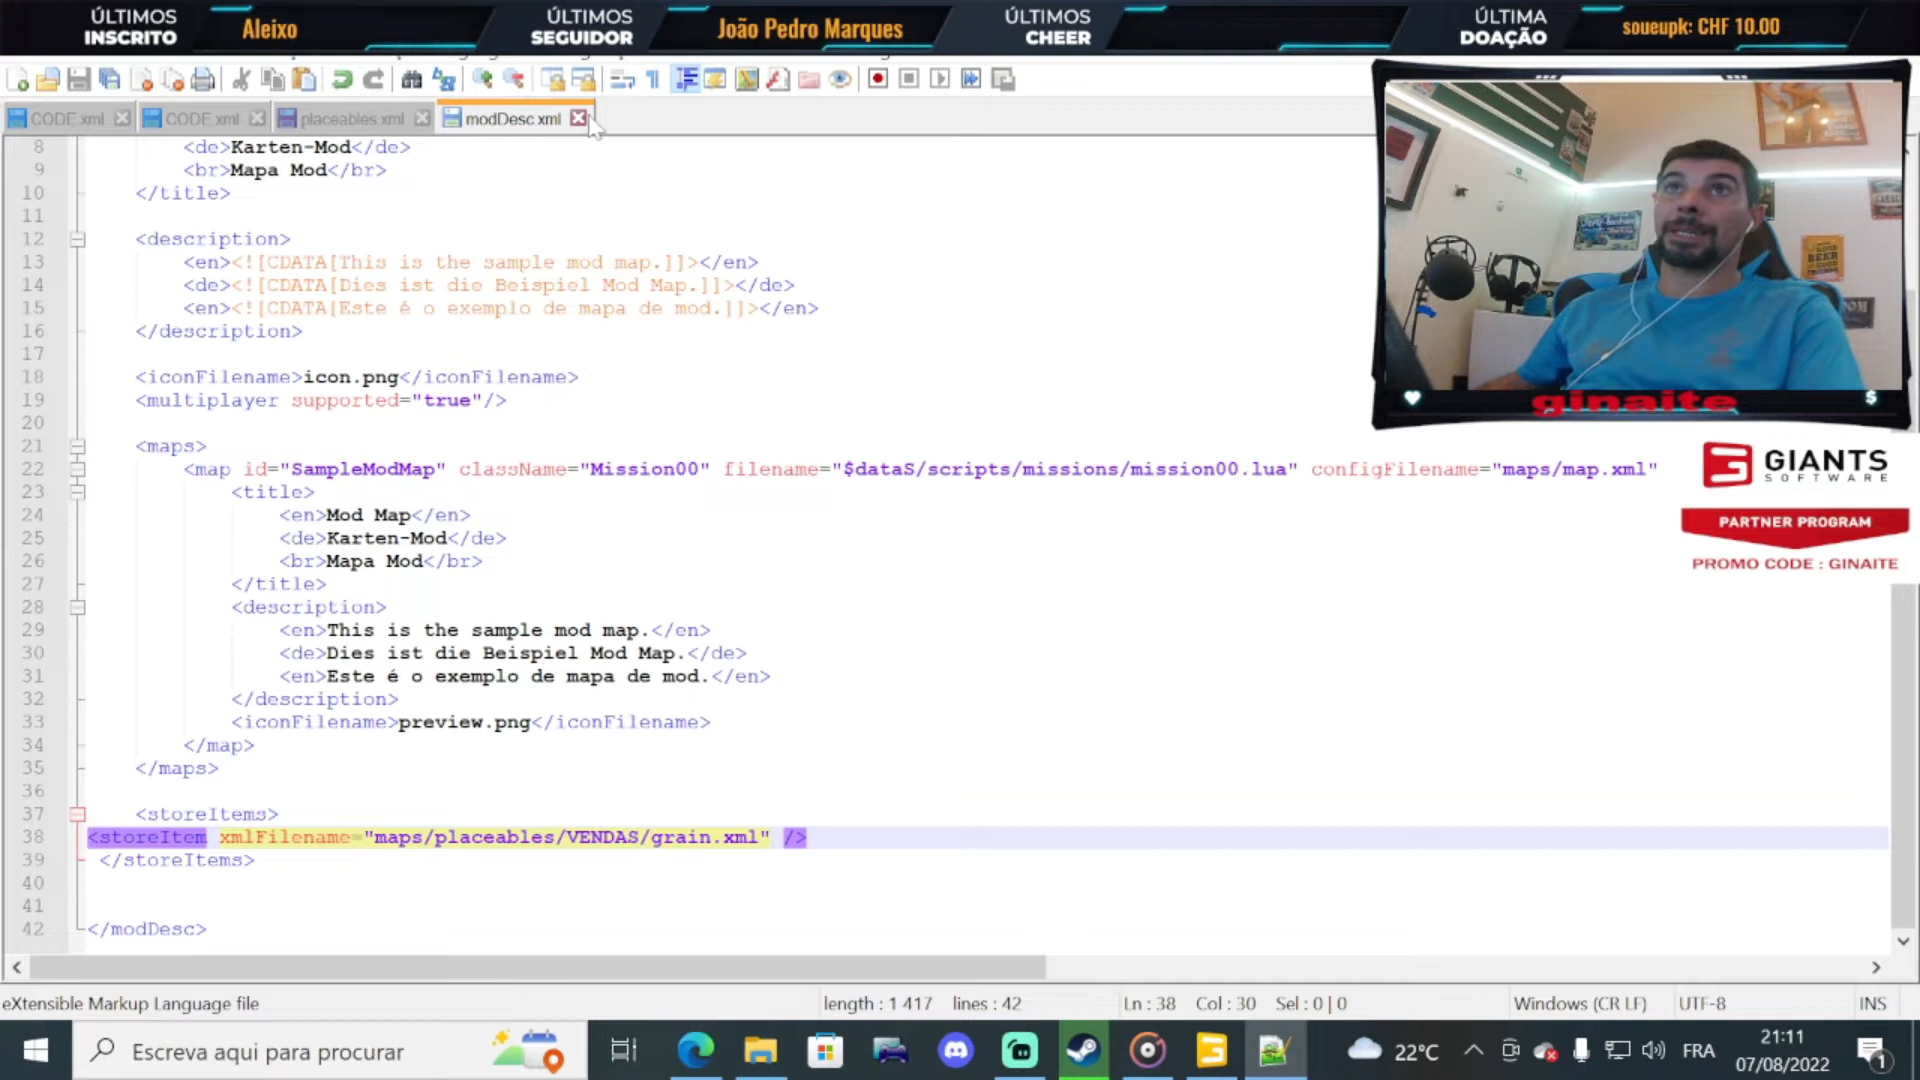 ÚLTIMOS
INSCRITO
Aleixo
ÚLTIMOS
SEGUIDOR
João Pedro Marques
ÚLTIMOS
CHEER
ÚLTIMA
DOAÇÃO
soueupk: CHF 10.00
CODE.xml
CODE.xml
placeables.xml
modDesc.xml
8 <de>Karten-Mod</de>
9 <br>Mapa Mod</br>
10 </title>
11
12 <description>
13 <en><![CDATA[This is the sample mod map.]]></en>
14 <de><![CDATA[Dies ist die Beispiel Mod Map.]]></de>
15 <en><![CDATA[Este é o exemplo de mapa de mod.]]></en>
16 </description>
17
18 <iconFilename>icon.png</iconFilename>
19 <multiplayer supported="true"/>
20
21 <maps>
22 <map id="SampleModMap" className="Mission00" filename="$dataS/scripts/missions/mission00.lua" configFilename="maps/map.xml"
23 <title>
24 <en>Mod Map</en>
25 <de>Karten-Mod</de>
26 <br>Mapa Mod</br>
27 </title>
28 <description>
29 <en>This is the sample mod map.</en>
30 <de>Dies ist die Beispiel Mod Map.</de>
31 <en>Este é o exemplo de mapa de mod.</en>
32 </description>
33 <iconFilename>preview.png</iconFilename>
34 </map>
35 </maps>
36
37 <storeItems>
38 <storeItem xmlFilename="maps/placeables/VENDAS/grain.xml" />
39 </storeItems>
40
41
42 </modDesc>
ginaite
GIANTS
SOFTWARE
PARTNER PROGRAM
PROMO CODE : GINAITE
eXtensible Markup Language file
length : 1 417 lines : 42
Ln : 38 Col : 30 Sel : 0 | 0
Windows (CR LF)
UTF-8
INS
Escreva aqui para procurar
22°C
FRA
21:11
07/08/2022
1